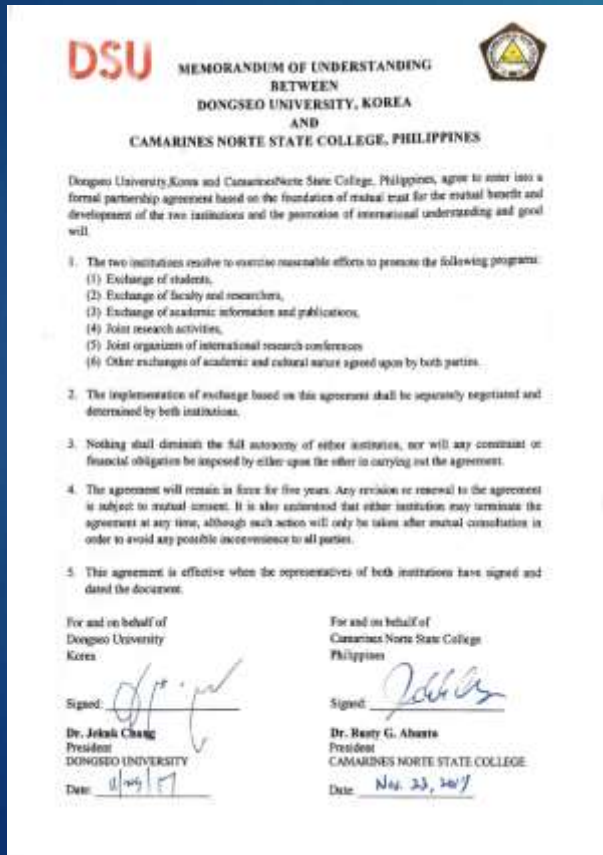 DSU
MEMORANDUM OF UNDERSTANDING
BETWEEN
DONGSEO UNIVERSITY, KOREA
AND
CAMARINES NORTE STATE COLLEGE, PHILIPPINES
Dongseo University,Korea and CamarinesNorte State College, Philippines, agree to enter into a
formal partnership agreement based on the foundation of mutual trust for the mutual benefit and
development of the two institutions and the promotion of international understanding and good
will.
1. The two institutions resolve to exercise reasonable efforts to promote the following programs:
(1) Exchange of students,
(2) Exchange of faculty and researchers,
(3) Exchange of academic information and publications,
(4) Joint research activities,
(5) Joint organizers of international research conferences
(6) Other exchanges of academic and cultural nature agreed upon by both parties.
2. The implementation of exchange based on this agreement shall be separately negotiated and
determined by both institutions.
3. Nothing shall diminish the full autonomy of either institution, nor will any constraint or
financial obligation be imposed by either upon the other in carrying out the agreement.
4. The agreement will remain in force for five years. Any revision or renewal to the agreement
is subject to mutual consent. It is also understood that either institution may terminate the
agreement at any time, although such action will only be taken after mutual consultation in
order to avoid any possible inconvenience to all parties.
5. This agreement is effective when the representatives of both institutions have signed and
dated the document.
For and on behalf of
Dongseo University
Korea
Signed:
Dr. Jekuk Chang
President
DONGSEO UNIVERSITY
Date:
For and on behalf of
Camarines Norte State College
Philippines
Signed:
Dr. Rusty G. Abanto
President
CAMARINES NORTE STATE COLLEGE
Date: Nov. 23, 2017